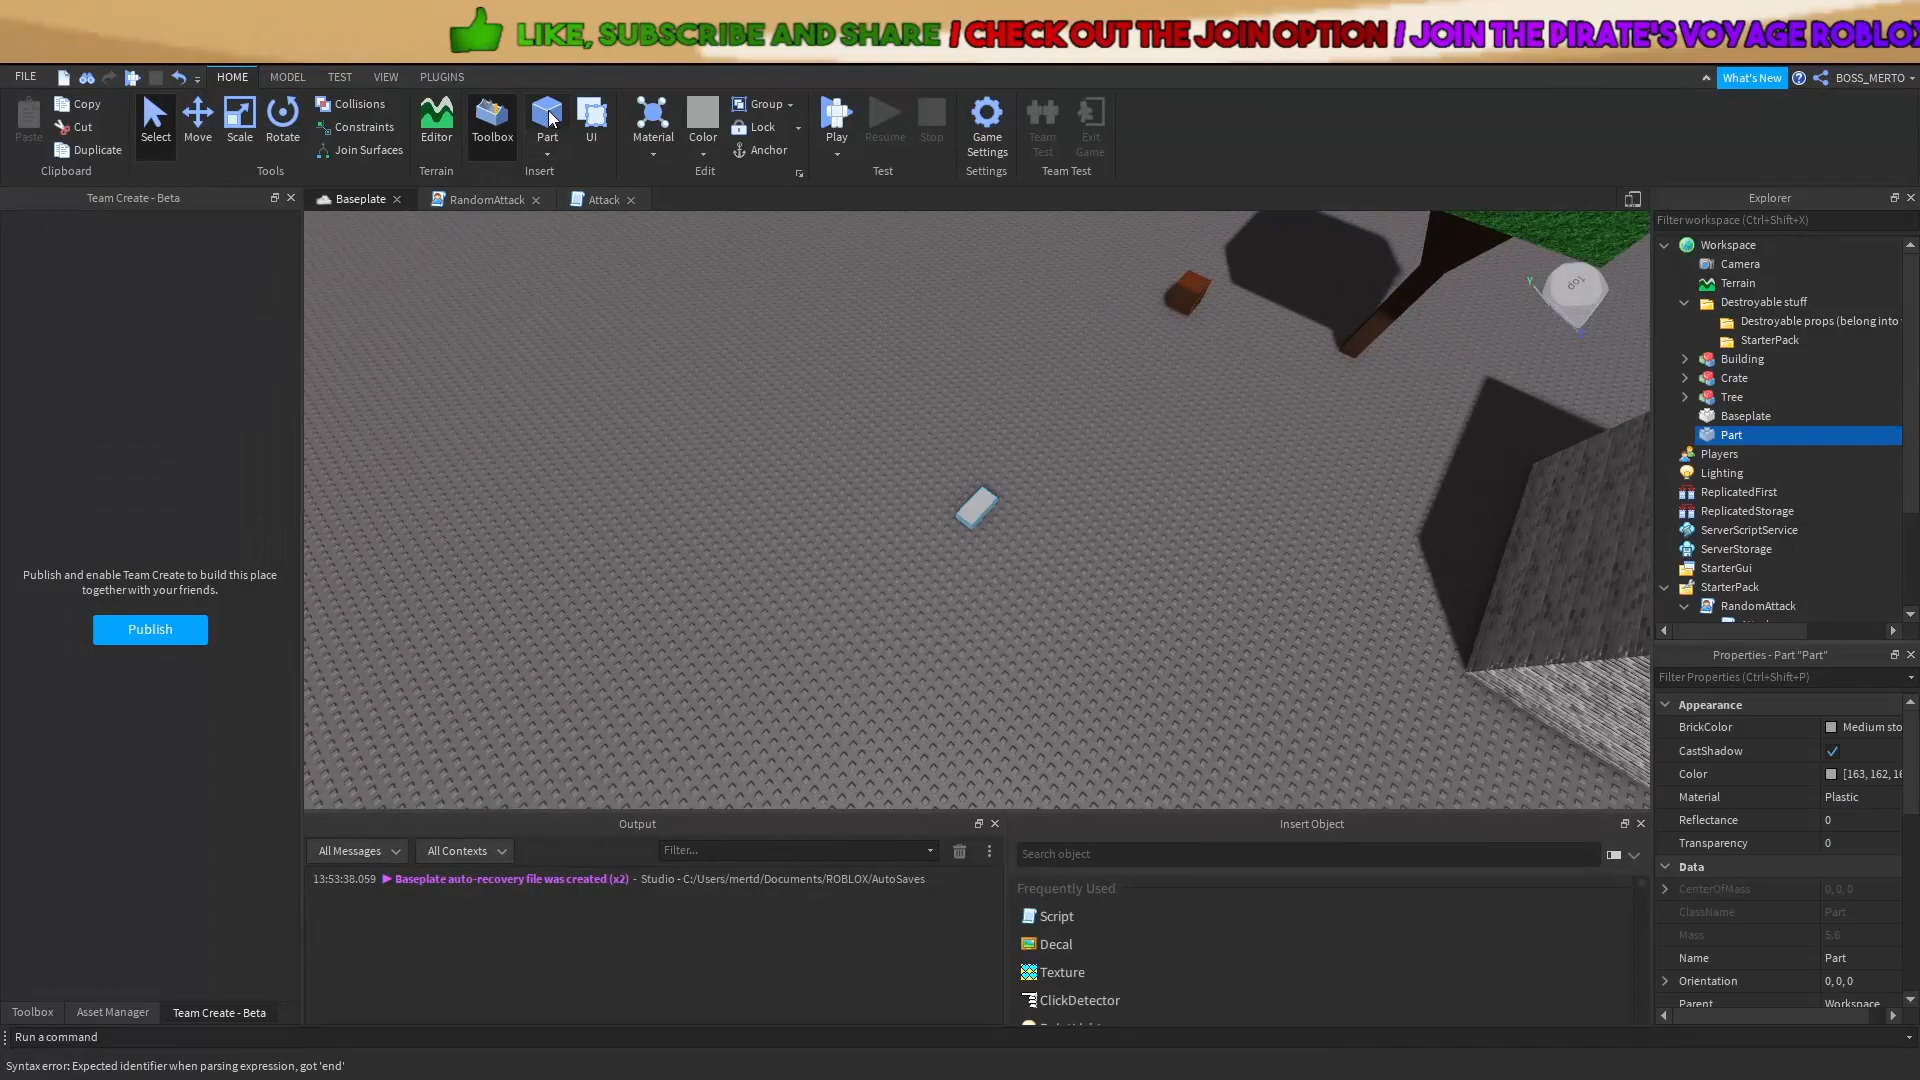 LIKE, SUBSCRIBE AND SHARE / CHECK OUT THE JOIN OPTION / JOIN THE PIRATE'S VOYAGE ROBLOX
FILE HOME MODEL TEST VIEW PLUGINS What's New BOSS_MERTO
Copy Collisions Group
Cut Constraints Lock
Paste Select Move Scale Rotate Editor Toolbox Part UI Material Color Play Resume Stop Game Settings Team Test Exit Game
Duplicate Join Surfaces Anchor
Clipboard Tools Terrain Insert Edit Test Settings Team Test
Team Create - Beta
Baseplate RandomAttack Attack
Explorer
Filter workspace (Ctrl+Shift+X)
Workspace
Camera
Terrain
Destroyable stuff
Destroyable props (belong into
StarterPack
Building
Crate
Tree
Baseplate
Part
Players
Lighting
ReplicatedFirst
ReplicatedStorage
ServerScriptService
ServerStorage
StarterGui
StarterPack
RandomAttack
TOP
Y
Publish and enable Team Create to build this place
together with your friends.
Publish
Properties - Part "Part"
Filter Properties (Ctrl+Shift+P)
Appearance
BrickColor Medium sto
CastShadow
Color [163, 162, 16
Material Plastic
Reflectance 0
Transparency 0
Data
CenterOfMass 0, 0, 0
ClassName Part
Mass 5.6
Name Part
Orientation 0, 0, 0
Parent Workspace
Output
All Messages All Contexts Filter...
13:53:38.059 Baseplate auto-recovery file was created (x2) - Studio - C:/Users/mertd/Documents/ROBLOX/AutoSaves
Insert Object
Search object
Frequently Used
Script
Decal
Texture
ClickDetector
Toolbox Asset Manager Team Create - Beta
Run a command
Syntax error: Expected identifier when parsing expression, got 'end'